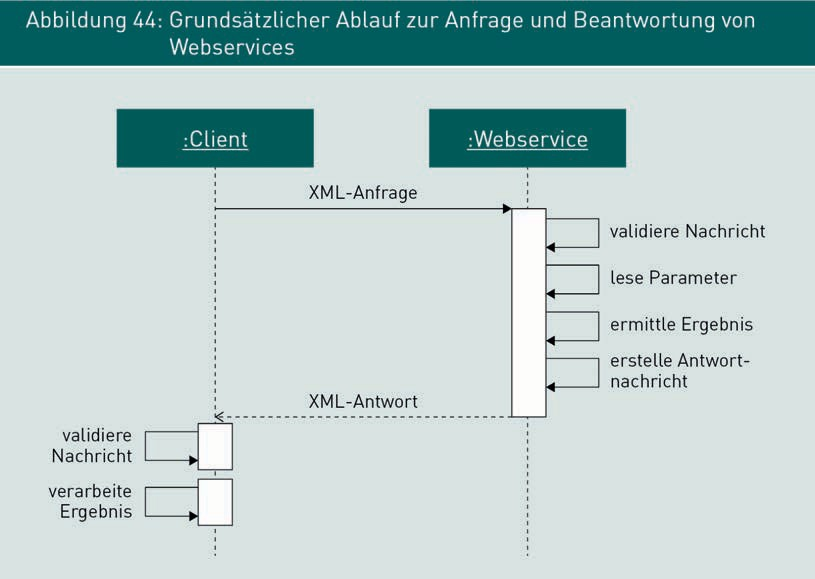 Abbildung 44: Grundsätzlicher Ablauf zur Anfrage und Beantwortung von
Webservices
:Client
:Webservice
XML-Anfrage
validiere Nachricht
lese Parameter
ermittle Ergebnis
erstelle Antwort-
nachricht
XML-Antwort
validiere
Nachricht
verarbeite
Ergebnis